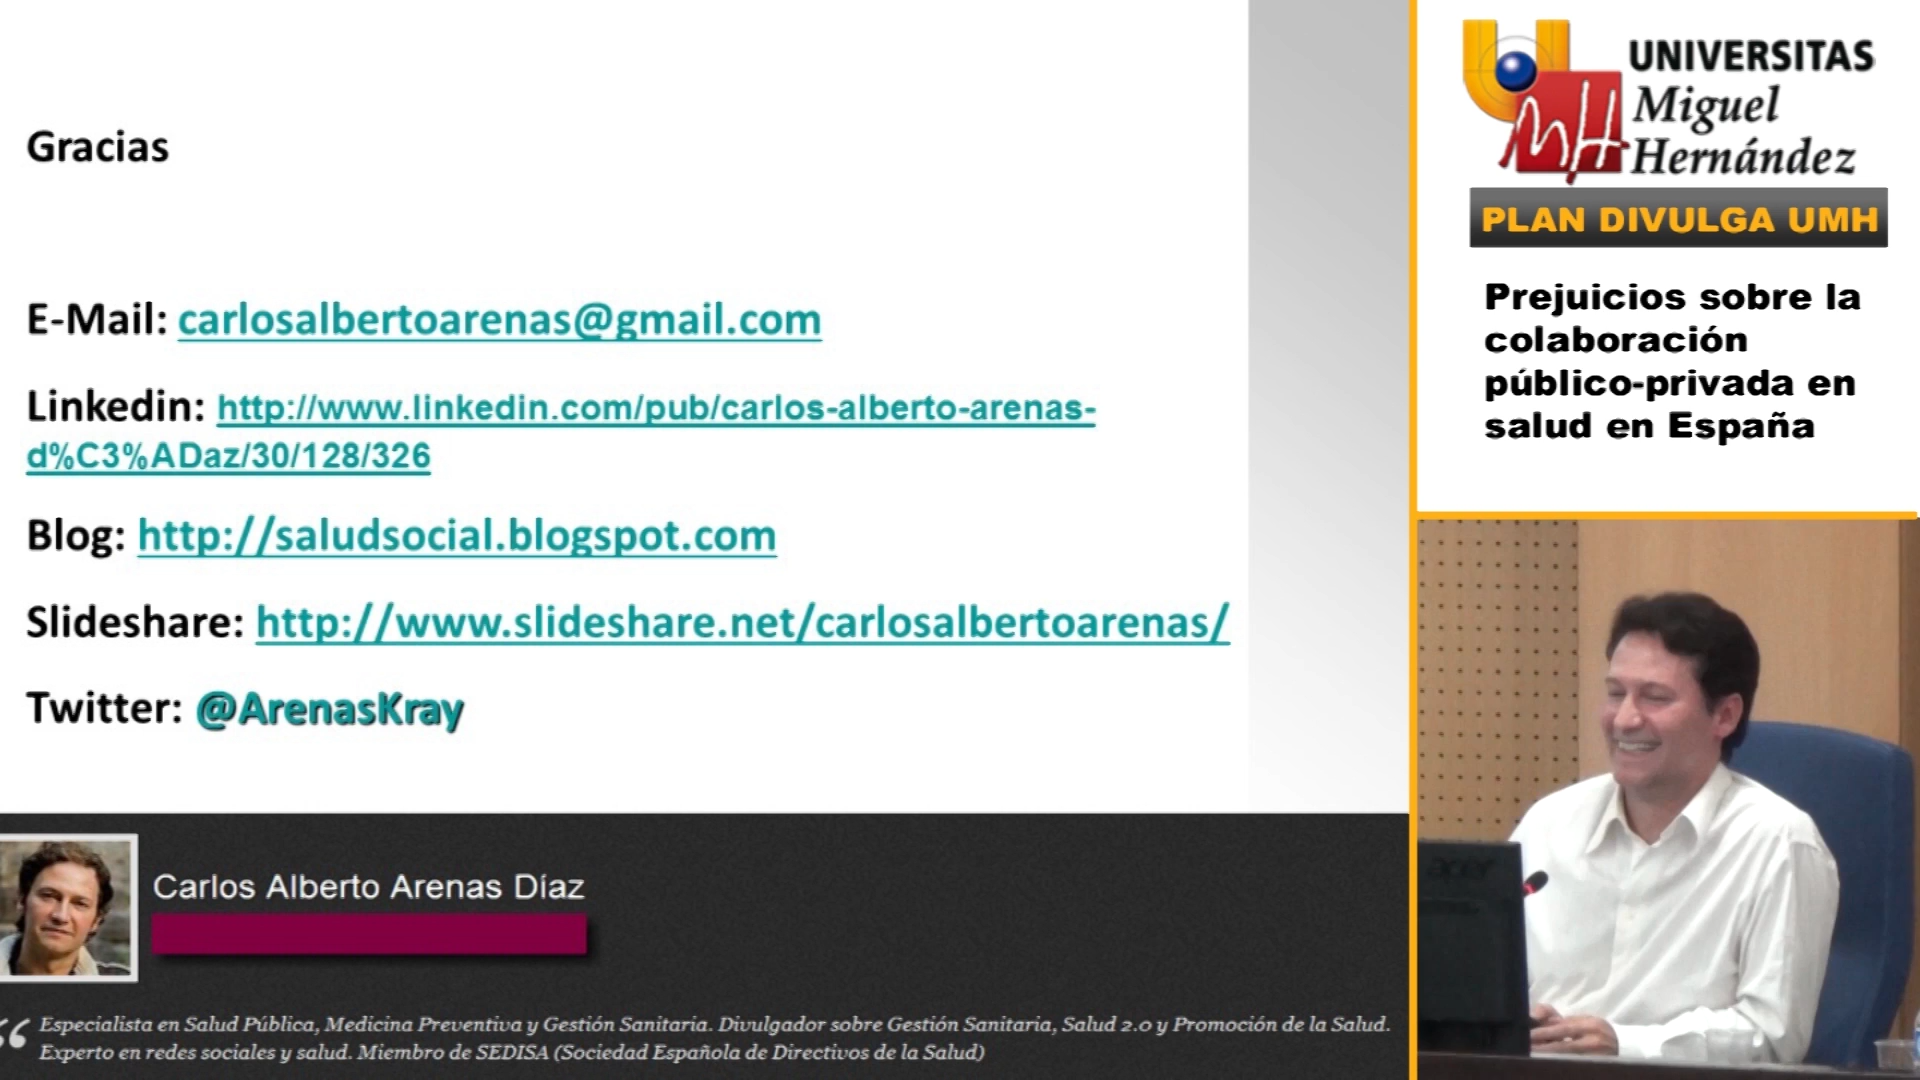 Gracias
E-Mail: carlosalbertoarenas@gmail.com
Linkedin: http://www.linkedin.com/pub/carlos-alberto-arenas-
d%C3%ADaz/30/128/326
Blog: http://saludsocial.blogspot.com
Slideshare: http://www.slideshare.net/carlosalbertoarenas/
Twitter: @ArenasKray
Carlos Alberto Arenas Díaz
“ Especialista en Salud Pública, Medicina Preventiva y Gestión Sanitaria. Divulgador sobre Gestión Sanitaria, Salud 2.0 y Promoción de la Salud.
Experto en redes sociales y salud. Miembro de SEDISA (Sociedad Española de Directivos de la Salud)
UMH
UNIVERSITAS
Miguel
Hernández
PLAN DIVULGA UMH
Prejuicios sobre la
colaboración
público-privada en
salud en España
acer